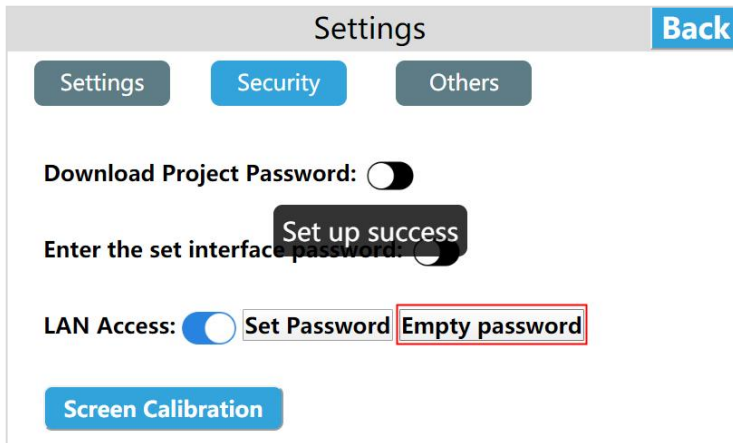 Settings Back
Settings Security Others
Download Project Password:
Set up success
Enter the set interface password:
LAN Access: Set Password Empty password
Screen Calibration